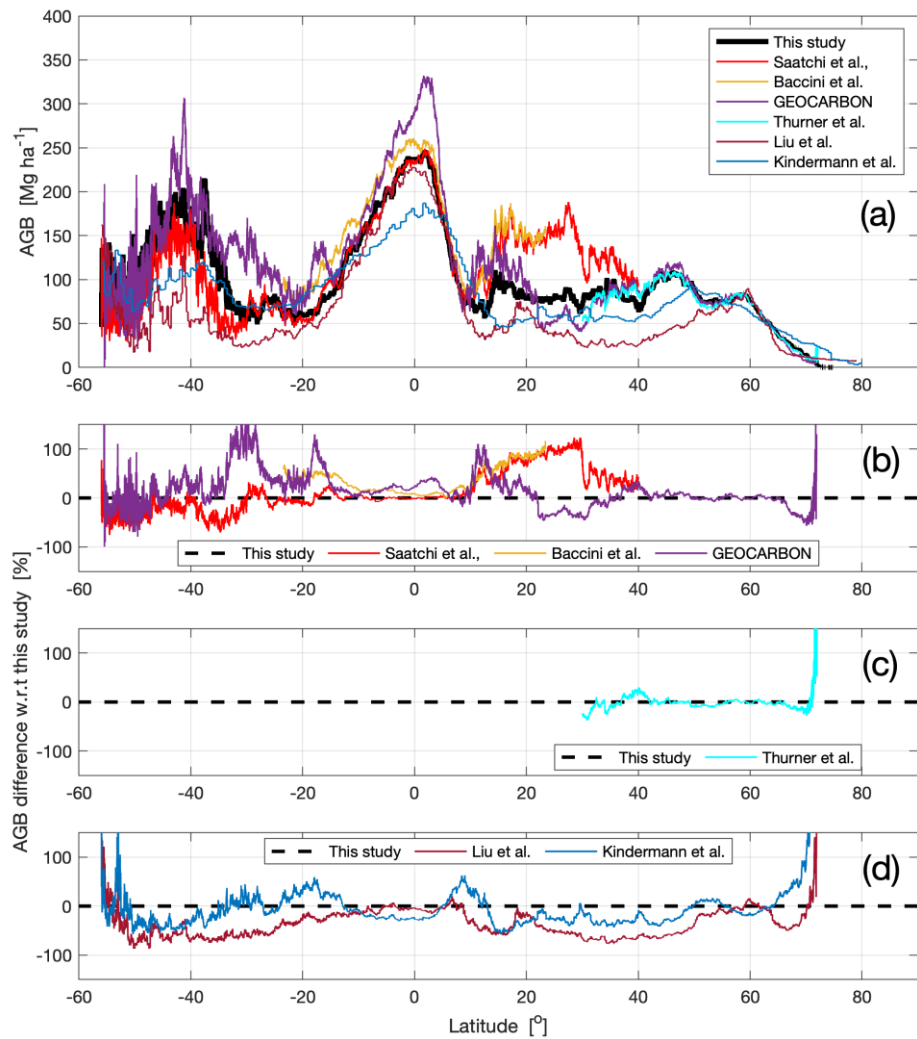 400
350
300
250
200
150
100
50
0
AGB [Mg ha⁻¹]
This study
Saatchi et al.,
Baccini et al.
GEOCARBON
Thurner et al.
Liu et al.
Kindermann et al.
(a)
-60 -40 -20 0 20 40 60 80
100
0
-100
(b)
This study Saatchi et al., Baccini et al. GEOCARBON
-60 -40 -20 0 20 40 60 80
AGB difference w.r.t this study [%]
100
0
-100
(c)
This study Thurner et al.
-60 -40 -20 0 20 40 60 80
100
0
-100
This study Liu et al. Kindermann et al.
(d)
-60 -40 -20 0 20 40 60 80
Latitude [°]